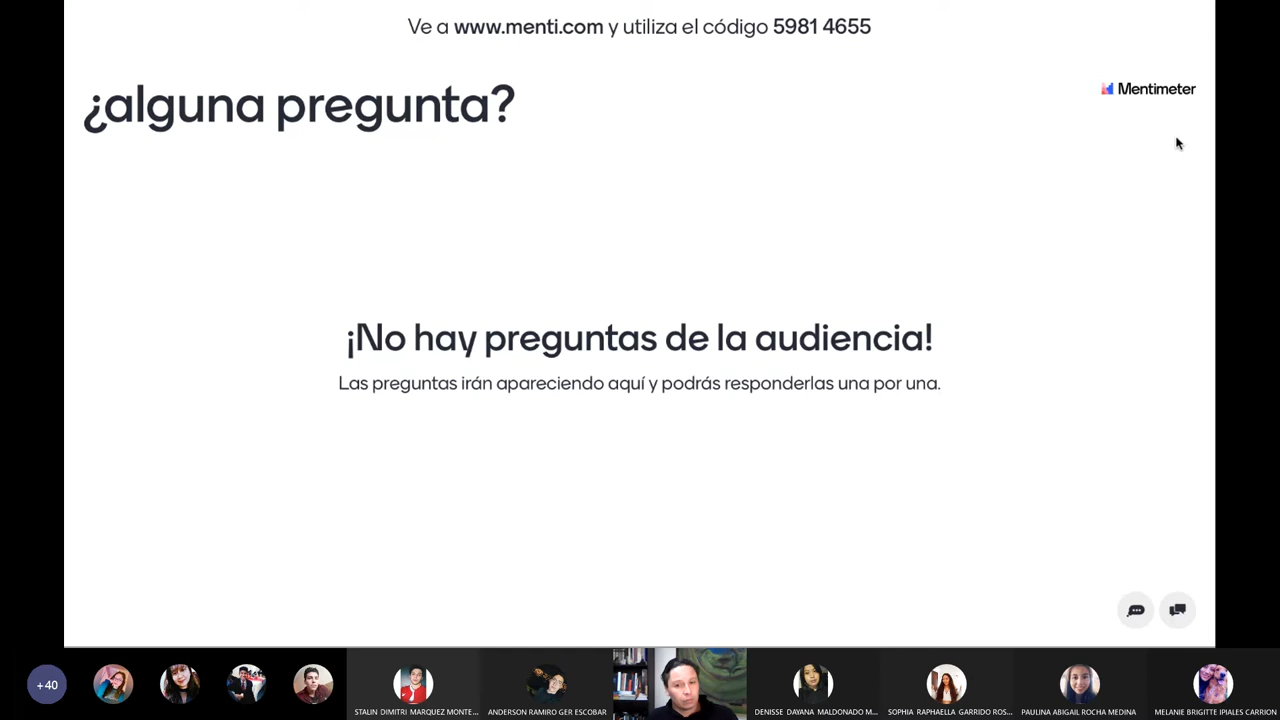 Ve a www.menti.com y utiliza el código 5981 4655
¿alguna pregunta?
Mentimeter
¡No hay preguntas de la audiencia!
Las preguntas irán apareciendo aquí y podrás responderlas una por una.
+40
STALIN DIMITRI MARQUEZ MONTE...
ANDERSON RAMIRO GER ESCOBAR
DENISSE DAYANA MALDONADO M...
SOPHIA RAPHAELLA GARRIDO ROS...
PAULINA ABIGAIL ROCHA MEDINA
MELANIE BRIGITTE IPIALES CARRION